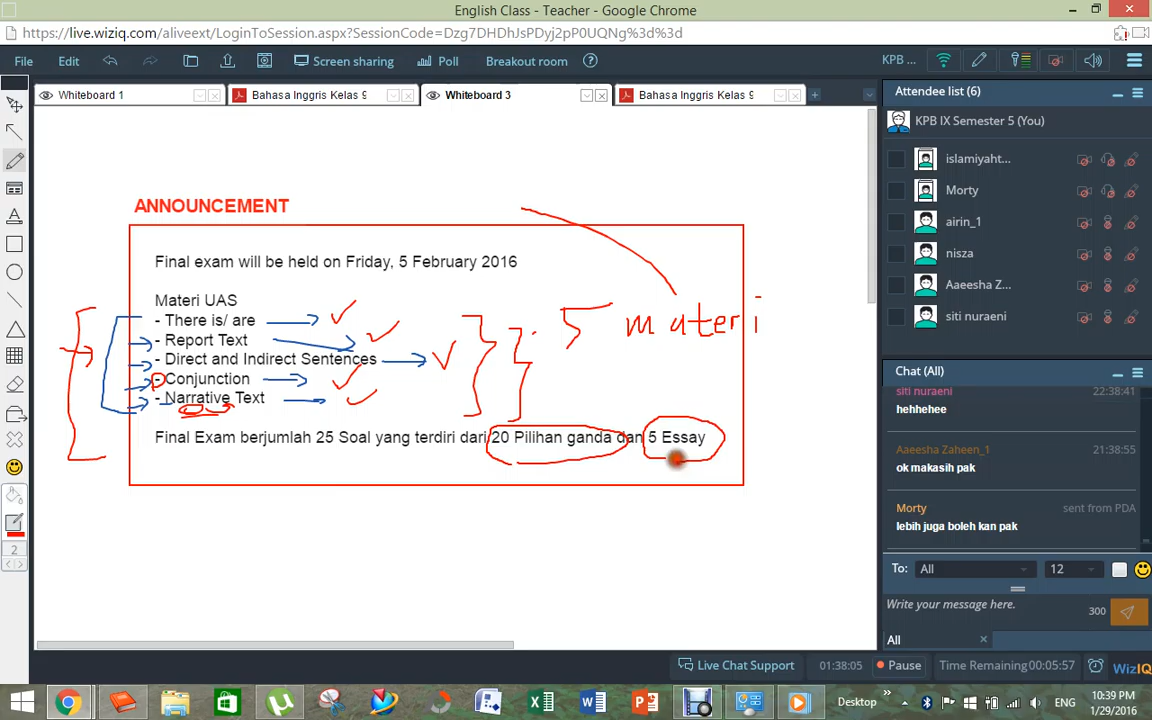 English Class - Teacher - Google Chrome
https://live.wiziq.com/aliveext/LoginToSession.aspx?SessionCode=Dzg7DHDhJsPDyj2pP0UQNg%3d%3d
File Edit Screen sharing Poll Breakout room ? KPB ...
Whiteboard 1 Bahasa Inggris Kelas 9 Whiteboard 3 Bahasa Inggris Kelas 9
Attendee list (6)
KPB IX Semester 5 (You)
islamiyaht...
Morty
airin_1
nisza
Aaeesha Z...
siti nuraeni
ANNOUNCEMENT
Final exam will be held on Friday, 5 February 2016
Materi UAS
- There is/ are
- Report Text
- Direct and Indirect Sentences
- Conjunction
- Narrative Text
5 materi
Final Exam berjumlah 25 Soal yang terdiri dari 20 Pilihan ganda dan 5 Essay
2
Chat (All)
siti nuraeni 22:38:41
hehhehee
Aaeesha Zaheen_1 21:38:55
ok makasih pak
Morty sent from PDA
lebih juga boleh kan pak
To: All 12
Write your message here. 300
All
Live Chat Support 01:38:05 Pause Time Remaining 00:05:57 WizIQ
Desktop ENG 10:39 PM
1/29/2016